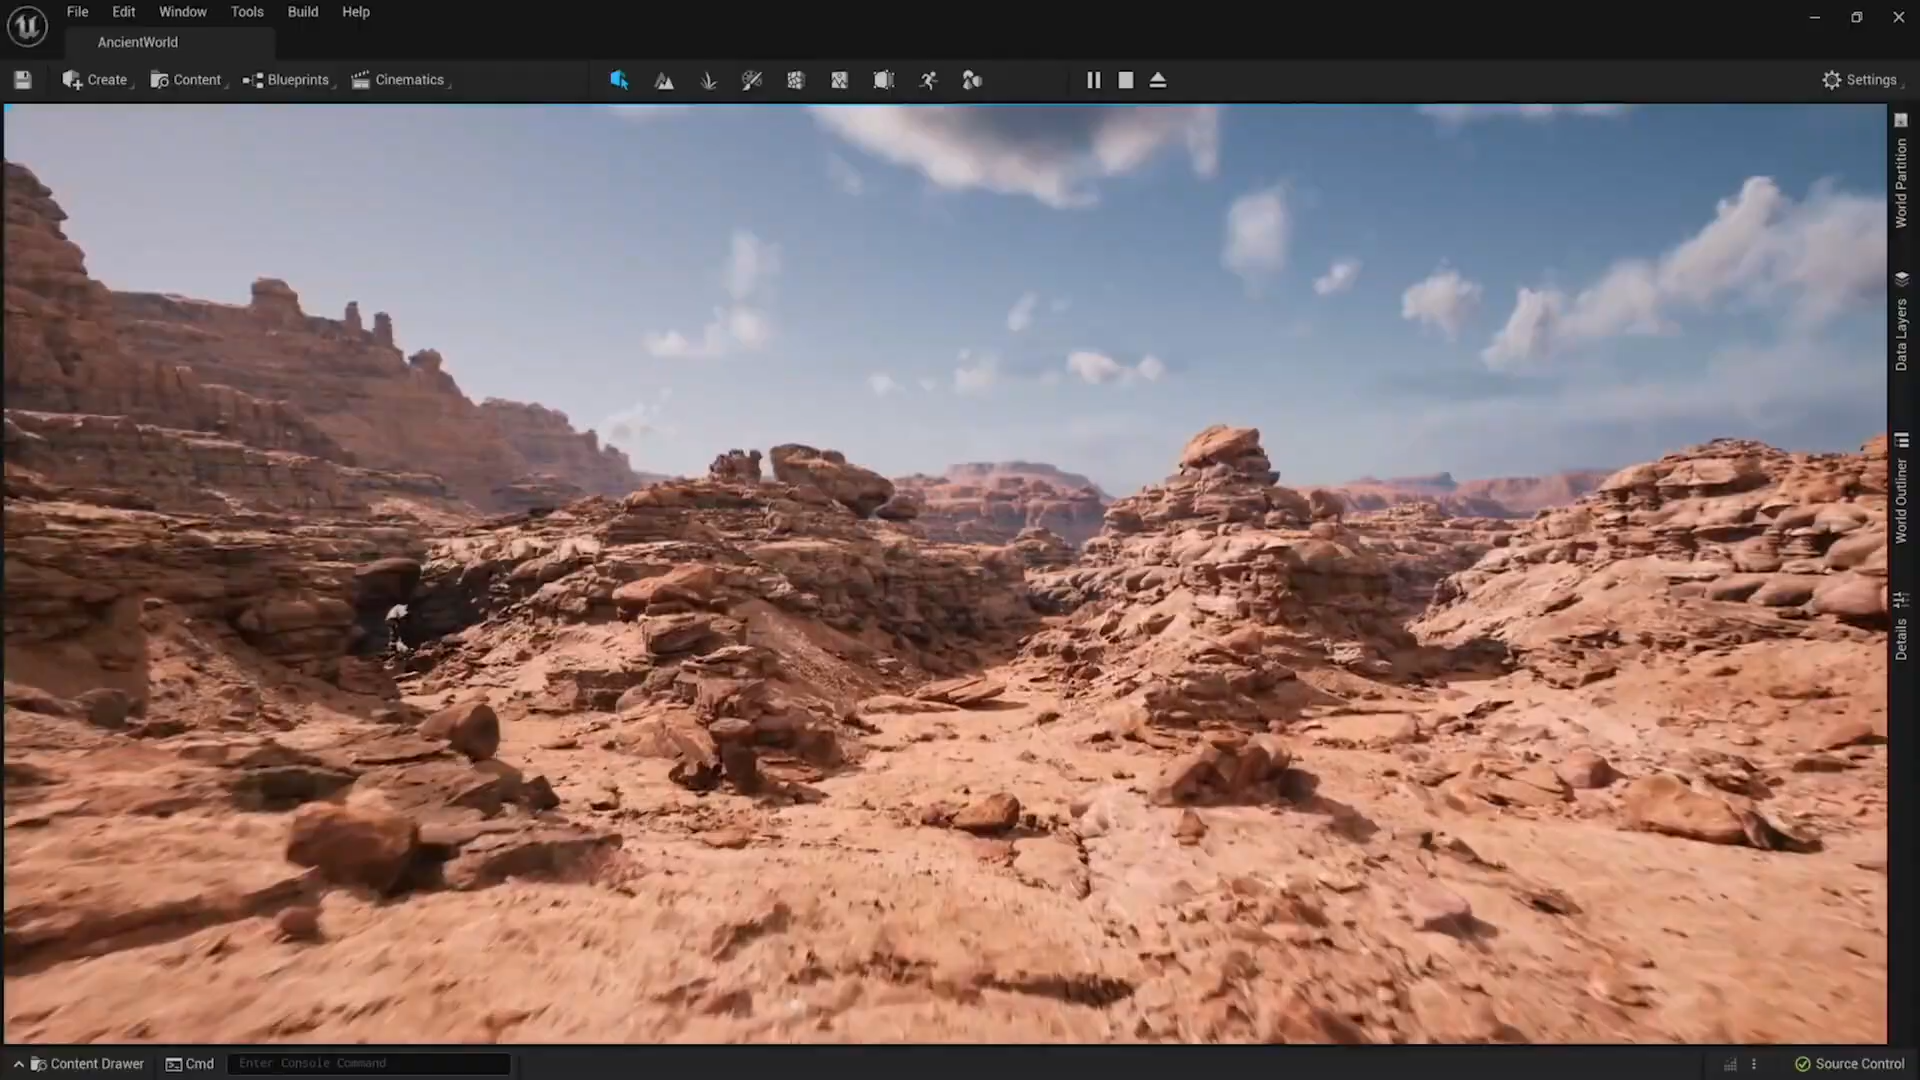 File Edit Window Tools Build Help
AncientWorld
Create Content Blueprints Cinematics Settings
World Partition
Data Layers
World Outliner
Details
Content Drawer Cmd Enter Console Command Source Control